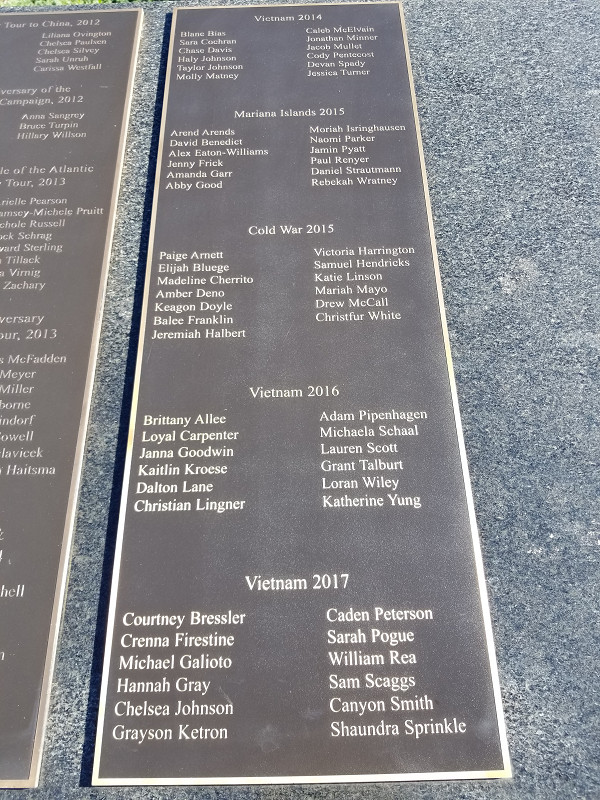 Tour to China, 2012
Liliana Ovington
Chelsea Paulsen
Chelsea Silvey
Sarah Unruh
Carissa Westfall
of the
Campaign, 2012
Anna Sangrey
Bruce Turpin
Hillary Willson
of the Atlantic
Tour, 2013
Pearson
Pruitt
Russell
Schrag
Sterling
Tillack
Virnig
Zachary
2013
McFadden
Meyer
Miller
Haitsma
Vietnam 2014
Blane Bias
Sara Cochran
Chase Davis
Haly Johnson
Taylor Johnson
Molly Matney
Caleb McElvain
Jonathan Minner
Jacob Mullet
Cody Pentecost
Devan Spady
Jessica Turner
Mariana Islands 2015
Arend Arends
David Benedict
Alex Eaton-Williams
Jenny Frick
Amanda Garr
Abby Good
Moriah Isringhausen
Naomi Parker
Jamin Pyatt
Paul Renyer
Daniel Strautmann
Rebekah Wratney
Cold War 2015
Paige Arnett
Elijah Bluege
Madeline Cherrito
Amber Deno
Keagon Doyle
Balee Franklin
Jeremiah Halbert
Victoria Harrington
Samuel Hendricks
Katie Linson
Mariah Mayo
Drew McCall
Christfur White
Vietnam 2016
Brittany Allee
Loyal Carpenter
Janna Goodwin
Kaitlin Kroese
Dalton Lane
Christian Lingner
Adam Pipenhagen
Michaela Schaal
Lauren Scott
Grant Talburt
Loran Wiley
Katherine Yung
Vietnam 2017
Courtney Bressler
Crenna Firestine
Michael Galioto
Hannah Gray
Chelsea Johnson
Grayson Ketron
Caden Peterson
Sarah Pogue
William Rea
Sam Scaggs
Canyon Smith
Shaundra Sprinkle